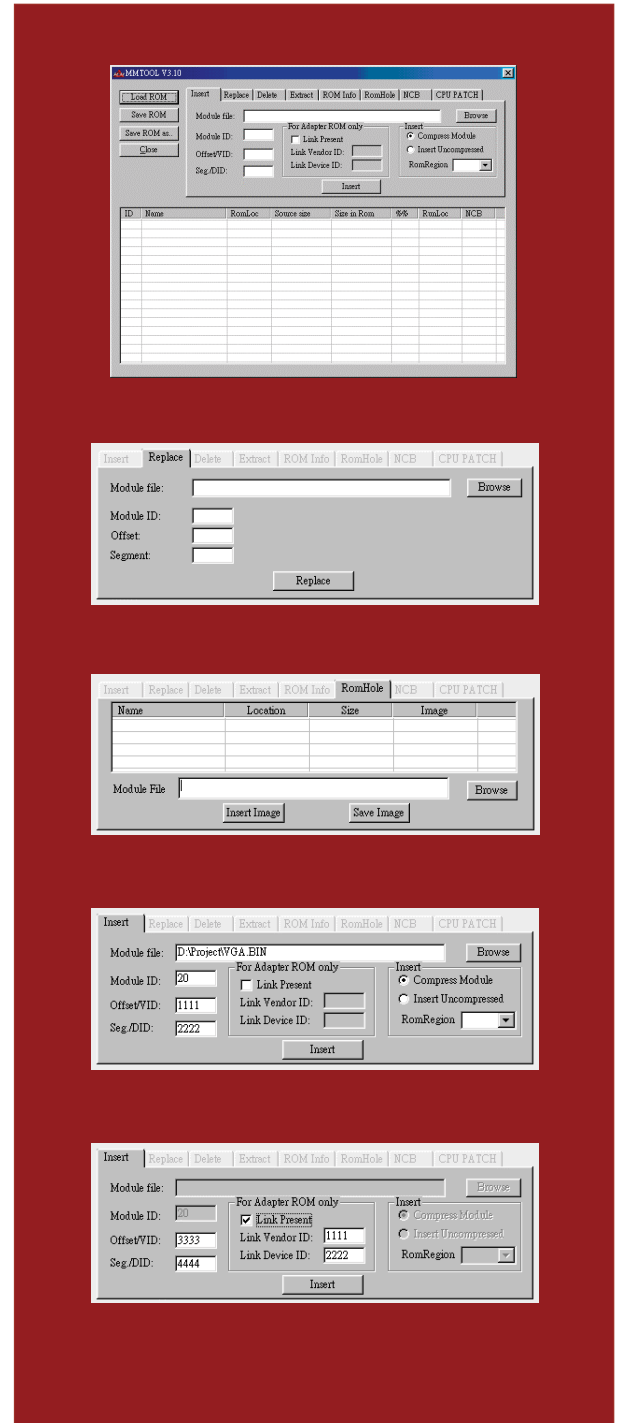 MMTOOL V3.10
Load ROM
Save ROM
Save ROM as..
Close
Insert Replace Delete Extract ROM Info RomHole NCB CPU PATCH
Module file: Browse
Module ID:
Offset/VID:
Seg./DID:
For Adapter ROM only
Link Present
Link Vendor ID:
Link Device ID:
Insert
Compress Module
Insert Uncompressed
RomRegion
Insert
ID Name RomLoc Source size Size in Rom %% RunLoc NCB
Insert Replace Delete Extract ROM Info RomHole NCB CPU PATCH
Module file: Browse
Module ID:
Offset:
Segment:
Replace
Insert Replace Delete Extract ROM Info RomHole NCB CPU PATCH
Name Location Size Image
Module File Browse
Insert Image Save Image
Insert Replace Delete Extract ROM Info RomHole NCB CPU PATCH
Module file: D:\Project\VGA.BIN Browse
Module ID: 20
Offset/VID: 1111
Seg./DID: 2222
For Adapter ROM only
Link Present
Link Vendor ID:
Link Device ID:
Insert
Compress Module
Insert Uncompressed
RomRegion
Insert
Insert Replace Delete Extract ROM Info RomHole NCB CPU PATCH
Module file: Browse
Module ID: 20
Offset/VID: 3333
Seg./DID: 4444
For Adapter ROM only
Link Present
Link Vendor ID: 1111
Link Device ID: 2222
Insert
Compress Module
Insert Uncompressed
RomRegion
Insert